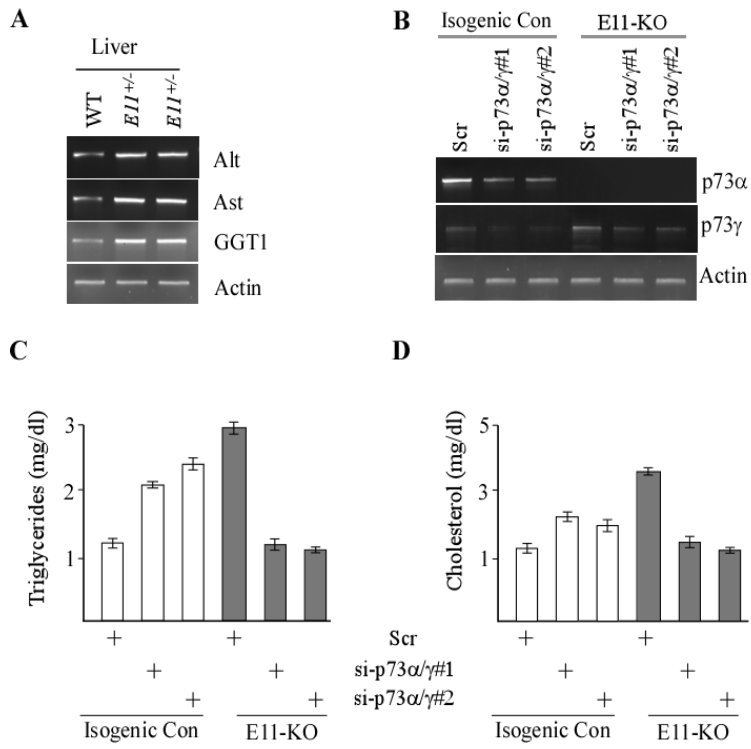 A
Liver
WT
E11+/-
E11+/-
Alt
Ast
GGT1
Actin
B
Isogenic Con
E11-KO
Scr
si-p73α/γ#1
si-p73α/γ#2
Scr
si-p73α/γ#1
si-p73α/γ#2
p73α
p73γ
Actin
C
Triglycerides (mg/dl)
3
2
1
D
Cholesterol (mg/dl)
5
3
1
+ + Scr + +
+ + si-p73α/γ#1 + +
+ + si-p73α/γ#2 + +
Isogenic Con E11-KO Isogenic Con E11-KO